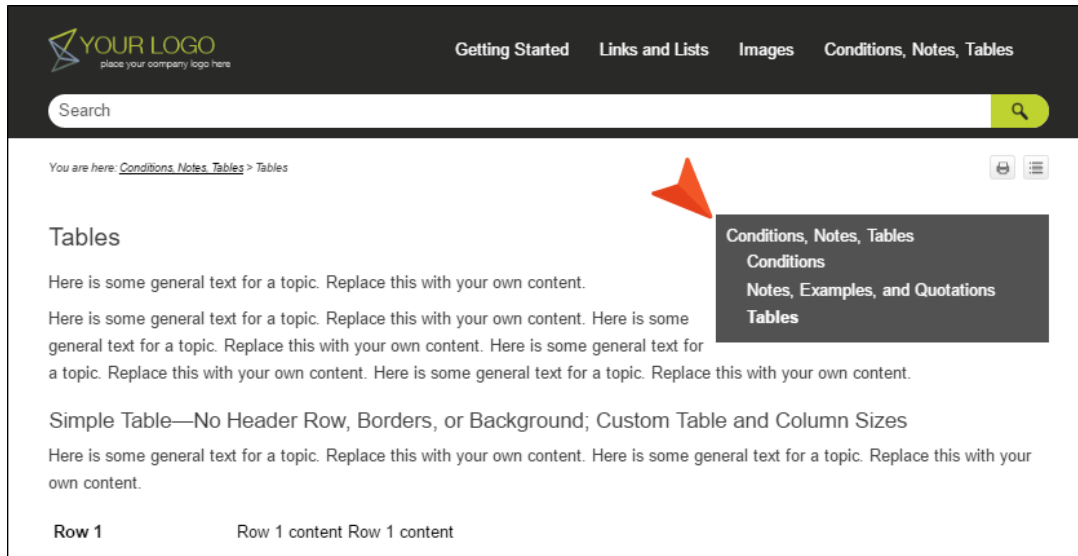 YOUR LOGO
place your company logo here
Getting Started Links and Lists Images Conditions, Notes, Tables
Search
You are here: Conditions, Notes, Tables > Tables
Conditions, Notes, Tables
Conditions
Notes, Examples, and Quotations
Tables
Tables
Here is some general text for a topic. Replace this with your own content.
Here is some general text for a topic. Replace this with your own content. Here is some
general text for a topic. Replace this with your own content. Here is some general text for
a topic. Replace this with your own content. Here is some general text for a topic. Replace this with your own content.
Simple Table—No Header Row, Borders, or Background; Custom Table and Column Sizes
Here is some general text for a topic. Replace this with your own content. Here is some general text for a topic. Replace this with your
own content.
Row 1 Row 1 content Row 1 content